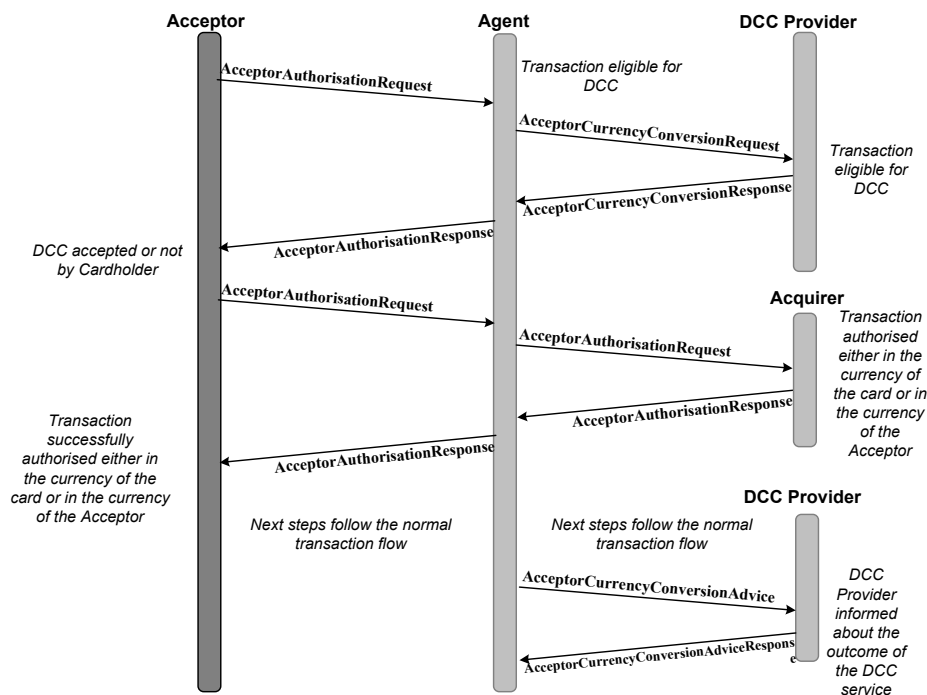 Acceptor
Agent
DCC Provider
AcceptorAuthorisationRequest
Transaction eligible for
DCC
AcceptorCurrencyConversionRequest
Transaction
eligible for
DCC
AcceptorCurrencyConversionResponse
AcceptorAuthorisationResponse
DCC accepted or not
by Cardholder
AcceptorAuthorisationRequest
Acquirer
AcceptorAuthorisationRequest
Transaction
authorised
either in the
currency of
the card or in
the currency
of the
Acceptor
AcceptorAuthorisationResponse
Transaction
successfully
authorised either in
the currency of the
card or in the currency
of the Acceptor
AcceptorAuthorisationResponse
DCC Provider
Next steps follow the normal
transaction flow
Next steps follow the normal
transaction flow
AcceptorCurrencyConversionAdvice
DCC
Provider
informed
about the
outcome of
the DCC
service
AcceptorCurrencyConversionAdviceRespons
e